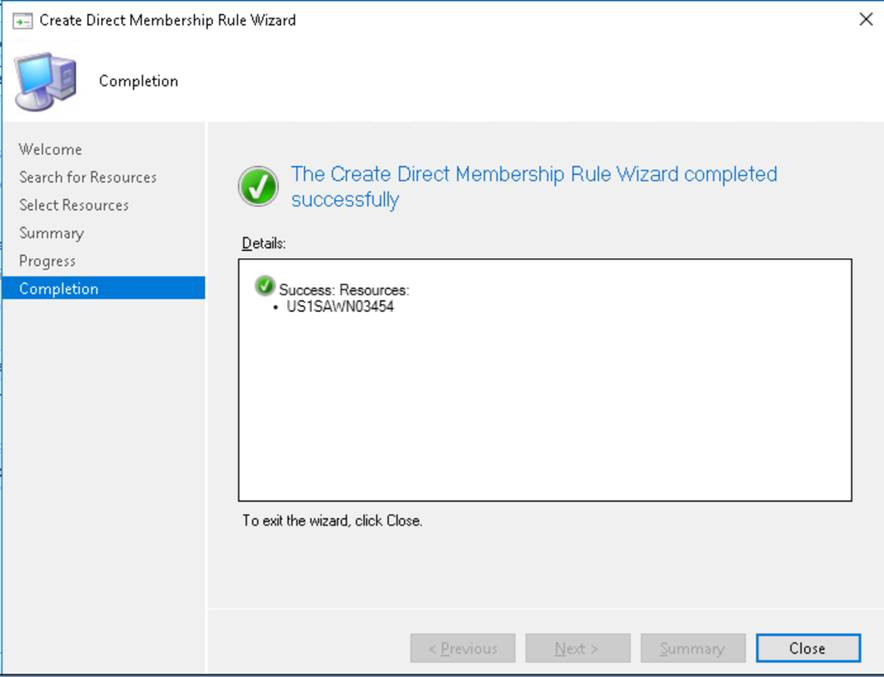 Create Direct Membership Rule Wizard
Completion
Welcome
Search for Resources
Select Resources
Summary
Progress
Completion
The Create Direct Membership Rule Wizard completed
successfully
Details:
Success: Resources:
• US1SAWN03454
To exit the wizard, click Close.
< Previous
Next >
Summary
Close